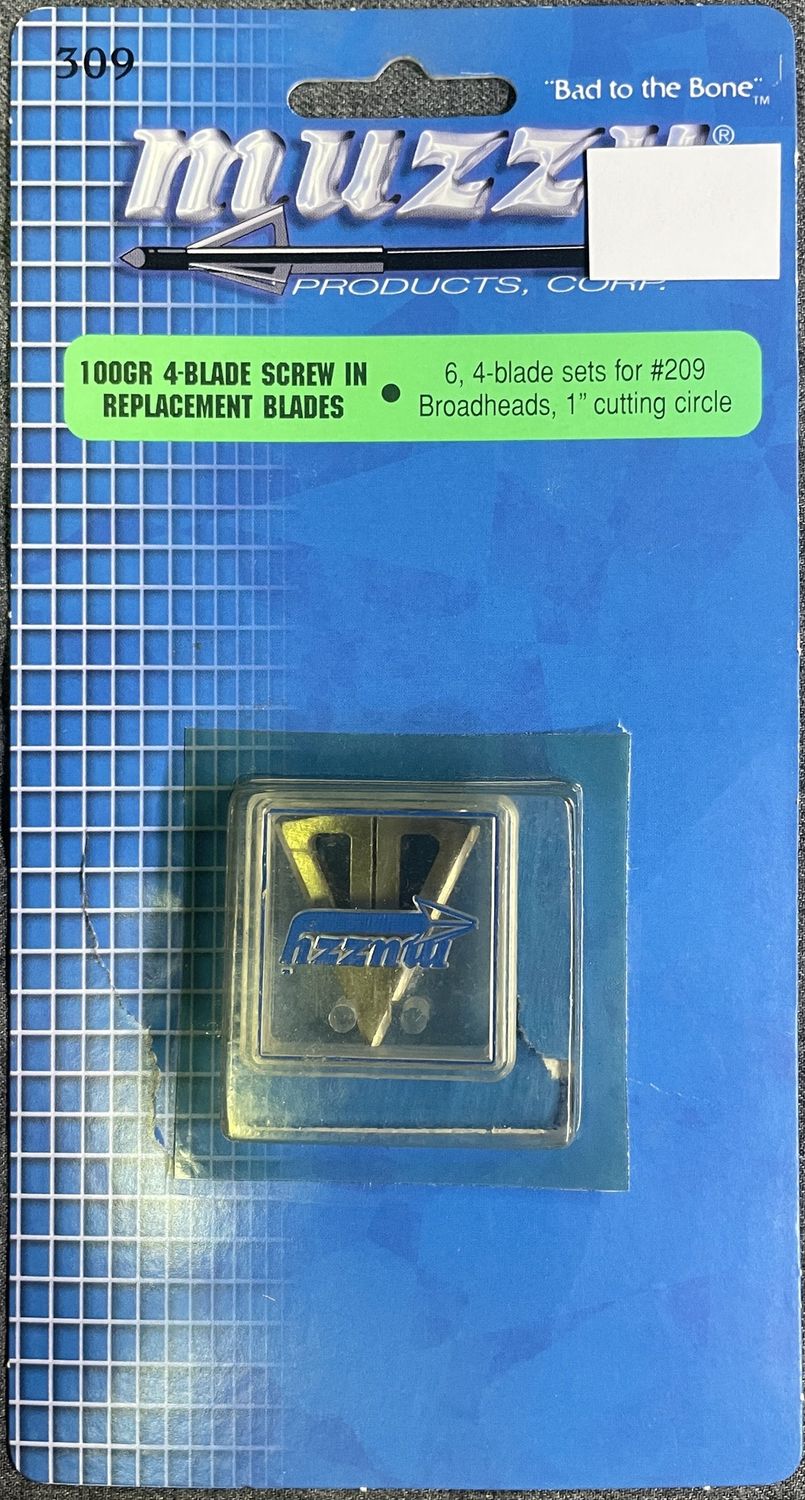 309
"Bad to the Bone"™
muzzy®
PRODUCTS, CORP.
100GR 4-BLADE SCREW IN
REPLACEMENT BLADES
•
6, 4-blade sets for #209
Broadheads, 1" cutting circle
muzzy